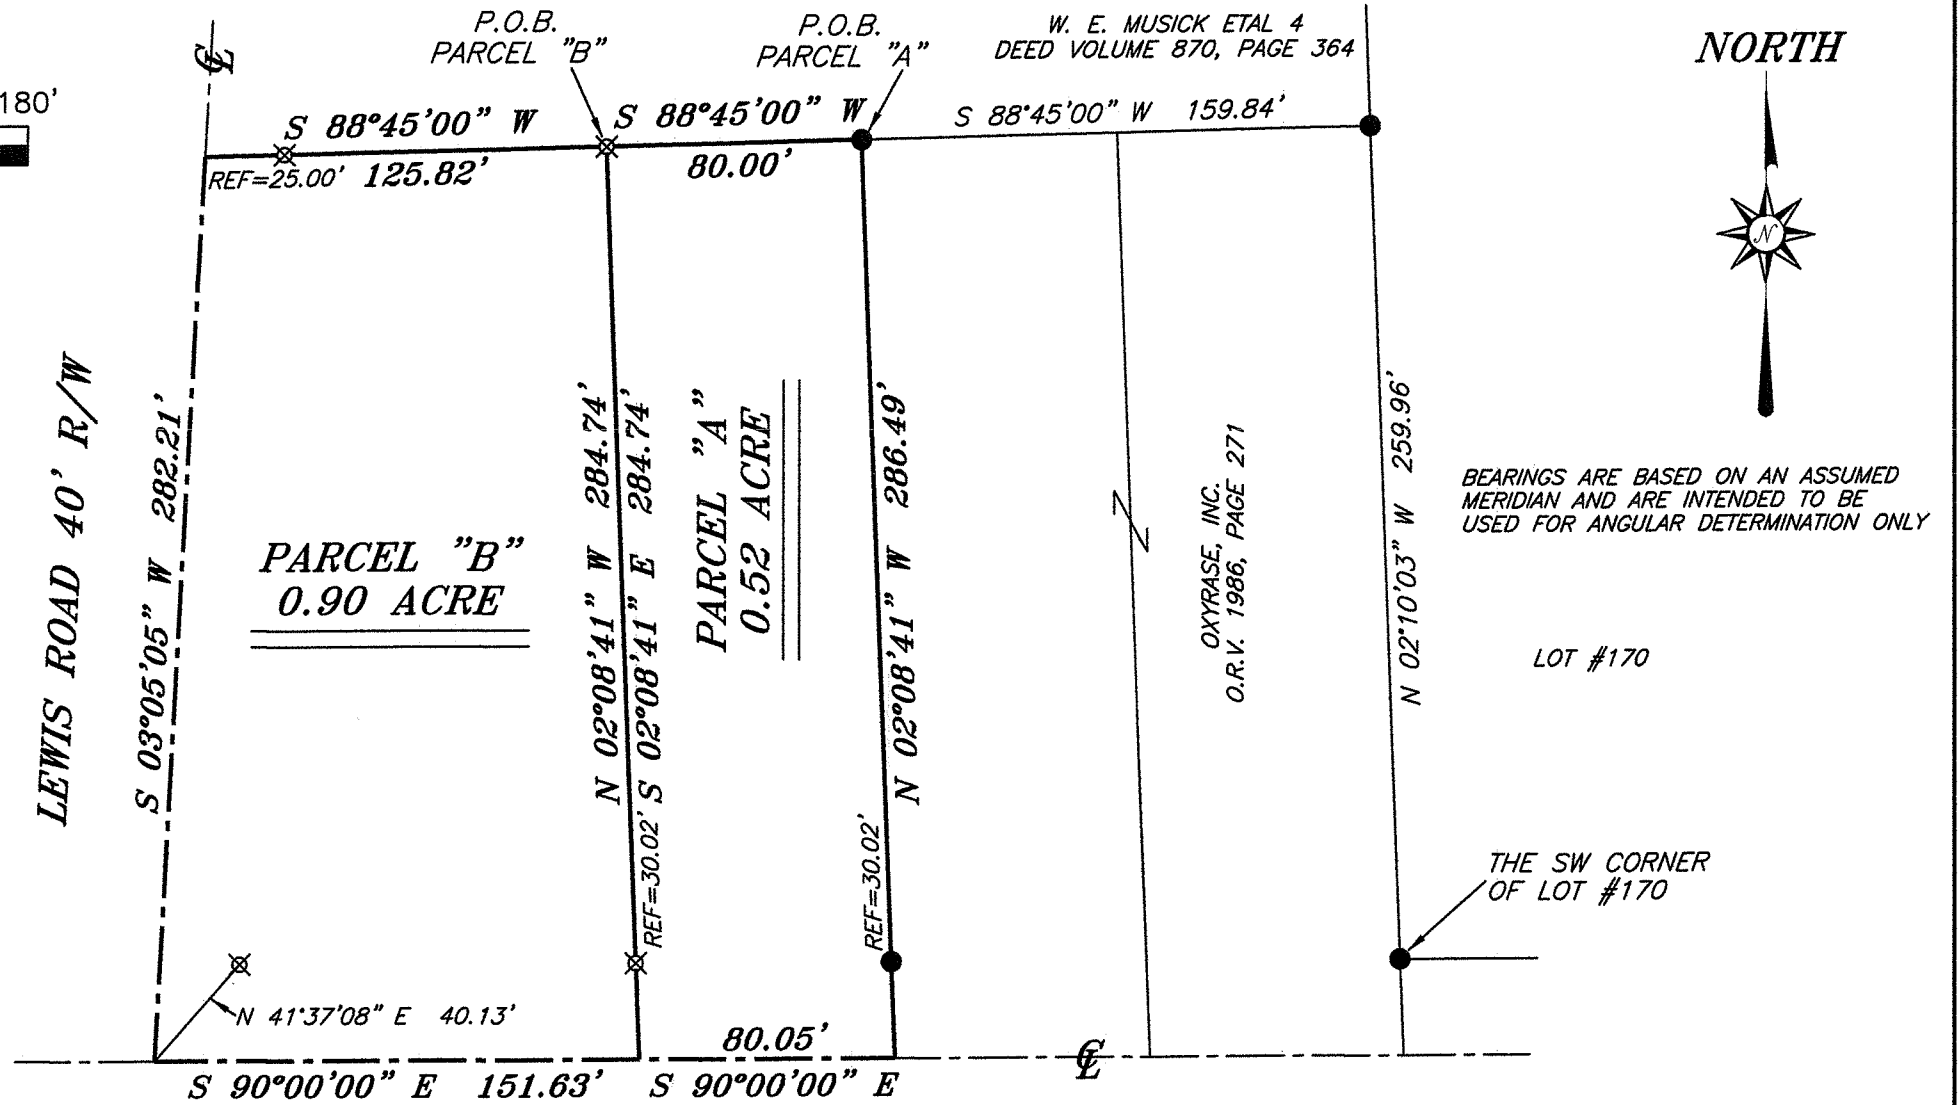 180'
℄
P.O.B.
PARCEL "B"
P.O.B.
PARCEL "A"
W. E. MUSICK ETAL 4
DEED VOLUME 870, PAGE 364
NORTH
S 88°45'00" W
125.82'
REF=25.00'
S 88°45'00" W
80.00'
S 88°45'00" W 159.84'
N
LEWIS ROAD 40' R/W
S 03°05'05" W 282.21'
PARCEL "B"
0.90 ACRE
N 02°08'41" W 284.74'
S 02°08'41" E 284.74'
REF=30.02'
PARCEL "A"
0.52 ACRE
N 02°08'41" W 286.49'
REF=30.02'
OXYRASE, INC.
O.R.V. 1986, PAGE 271
N 02°10'03" W 259.96'
BEARINGS ARE BASED ON AN ASSUMED
MERIDIAN AND ARE INTENDED TO BE
USED FOR ANGULAR DETERMINATION ONLY
LOT #170
THE SW CORNER
OF LOT #170
N 41°37'08" E 40.13'
80.05'
℄
S 90°00'00" E 151.63'
S 90°00'00" E